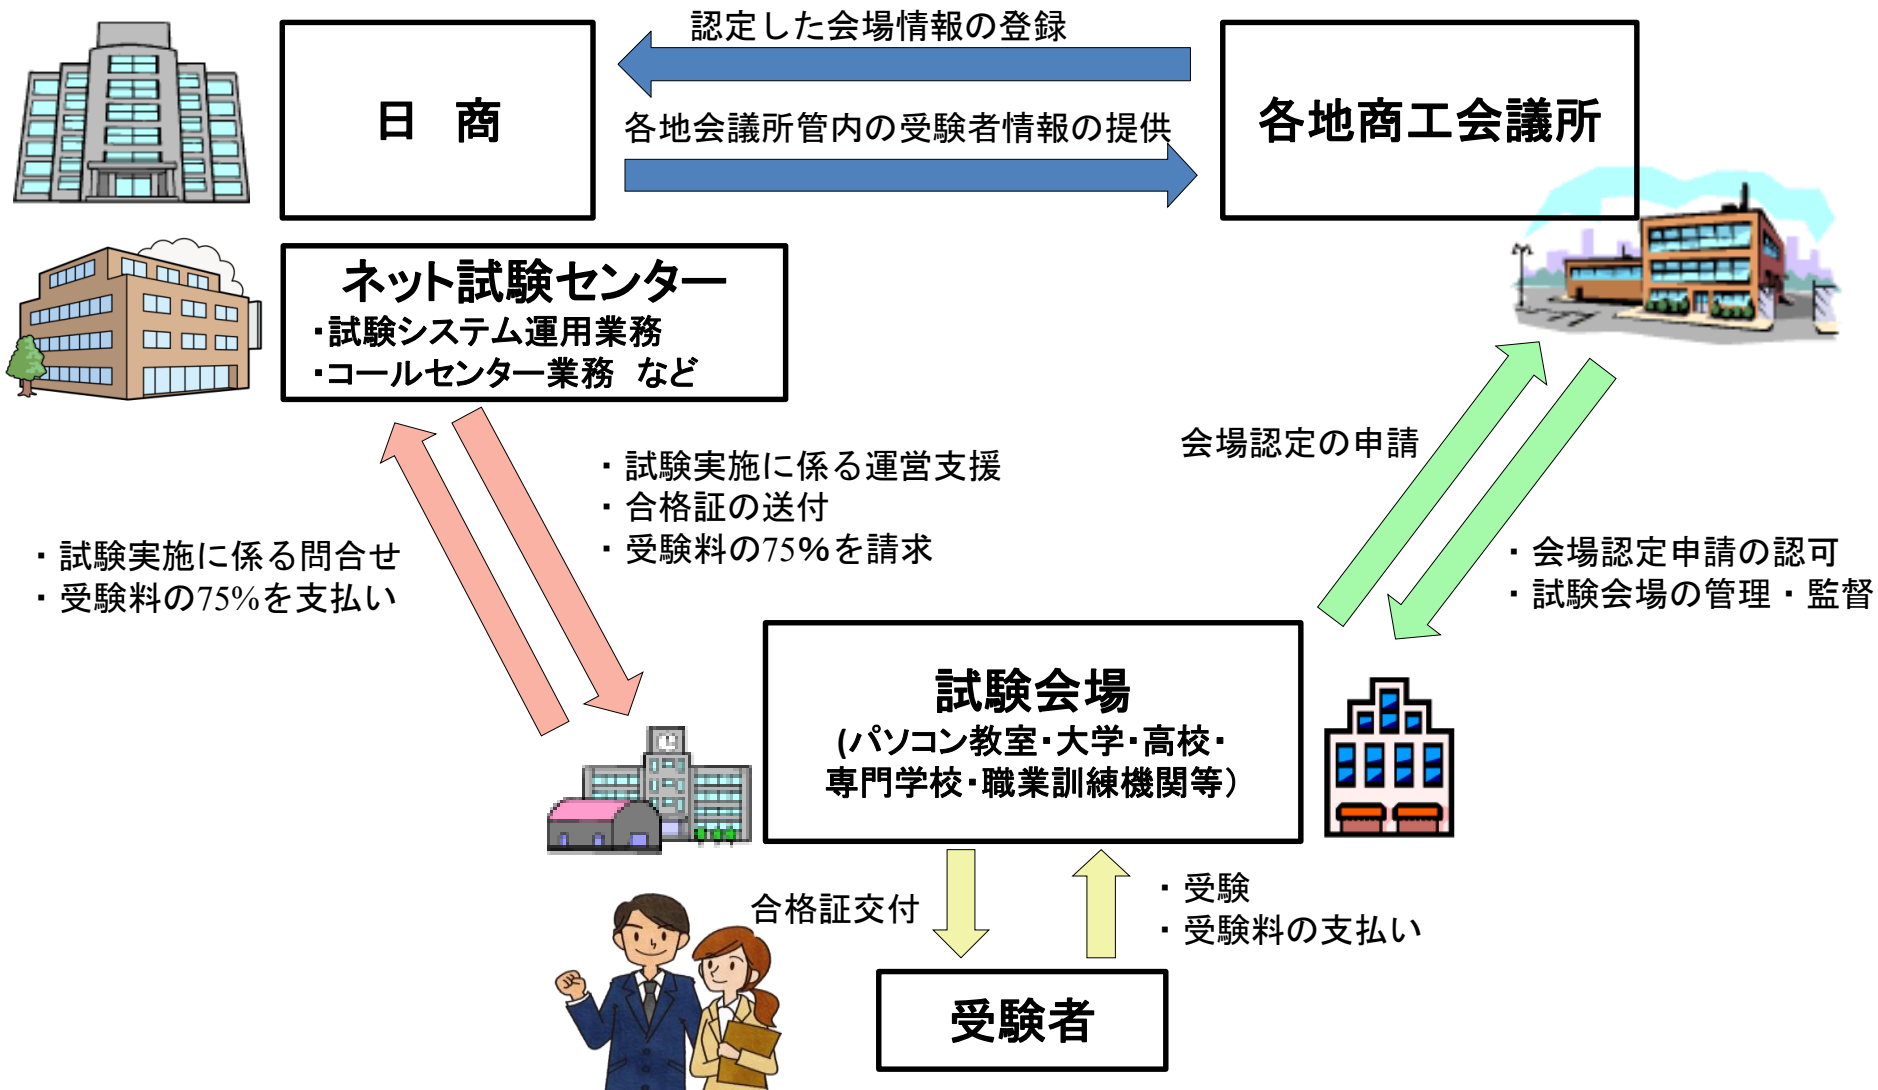 認定した会場情報の登録
日　商
各地会議所管内の受験者情報の提供
各地商工会議所
ネット試験センター
・試験システム運用業務
・コールセンター業務　など
会場認定の申請
・試験実施に係る運営支援
・合格証の送付
・受験料の75%を請求
・試験実施に係る問合せ
・受験料の75%を支払い
・会場認定申請の認可
・試験会場の管理・監督
試験会場
(パソコン教室・大学・高校・
専門学校・職業訓練機関等)
合格証交付
・受験
・受験料の支払い
受験者